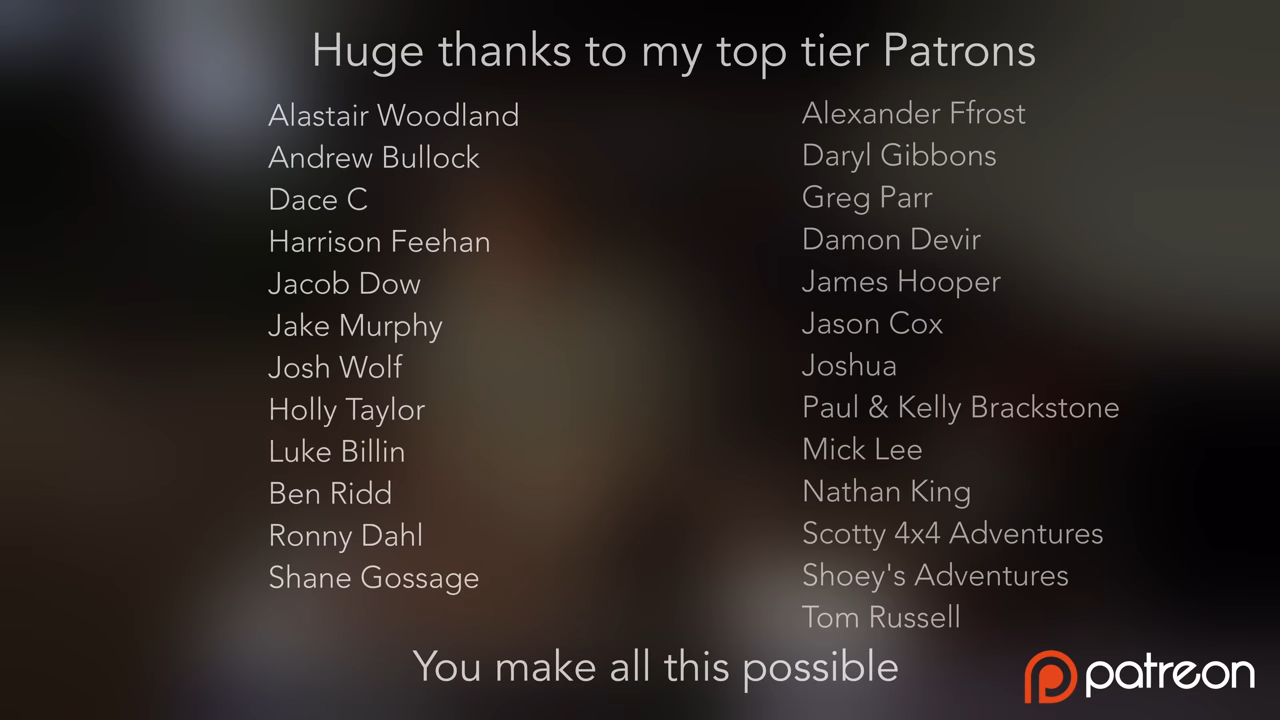 Huge thanks to my top tier Patrons
Alastair Woodland
Andrew Bullock
Dace C
Harrison Feehan
Jacob Dow
Jake Murphy
Josh Wolf
Holly Taylor
Luke Billin
Ben Ridd
Ronny Dahl
Shane Gossage
Alexander Ffrost
Daryl Gibbons
Greg Parr
Damon Devir
James Hooper
Jason Cox
Joshua
Paul & Kelly Brackstone
Mick Lee
Nathan King
Scotty 4x4 Adventures
Shoey's Adventures
Tom Russell
You make all this possible
patreon